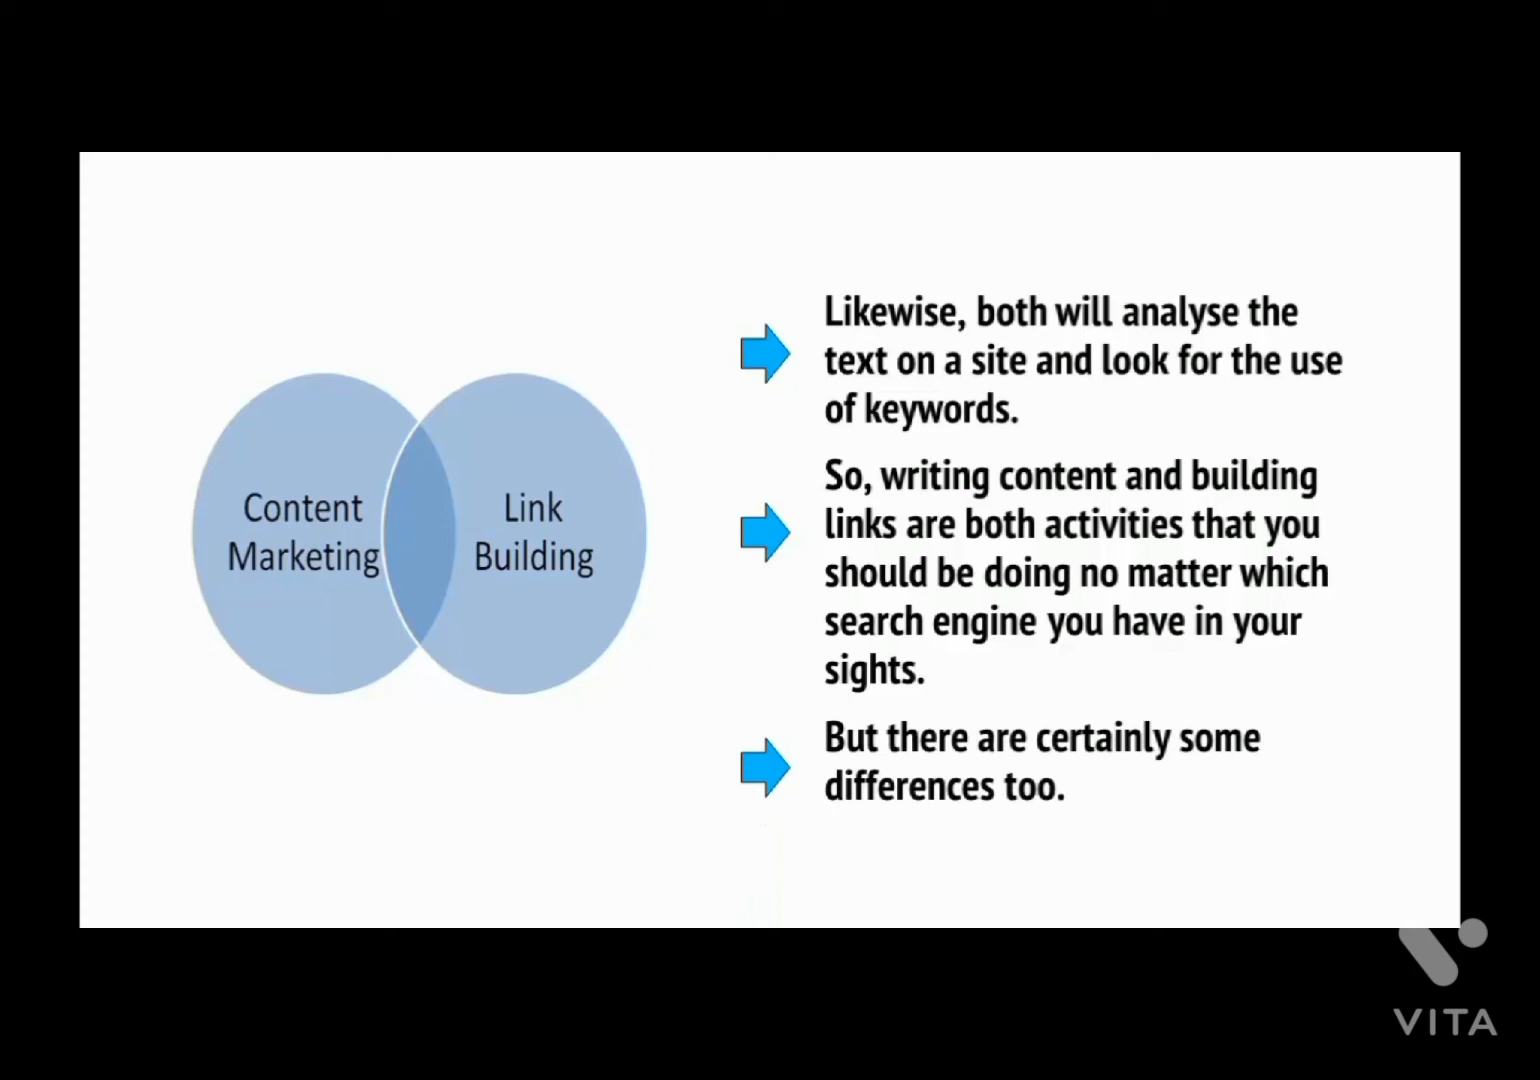 Content
Marketing
Link
Building
Likewise, both will analyse the
text on a site and look for the use
of keywords.
So, writing content and building
links are both activities that you
should be doing no matter which
search engine you have in your
sights.
But there are certainly some
differences too.
VITA